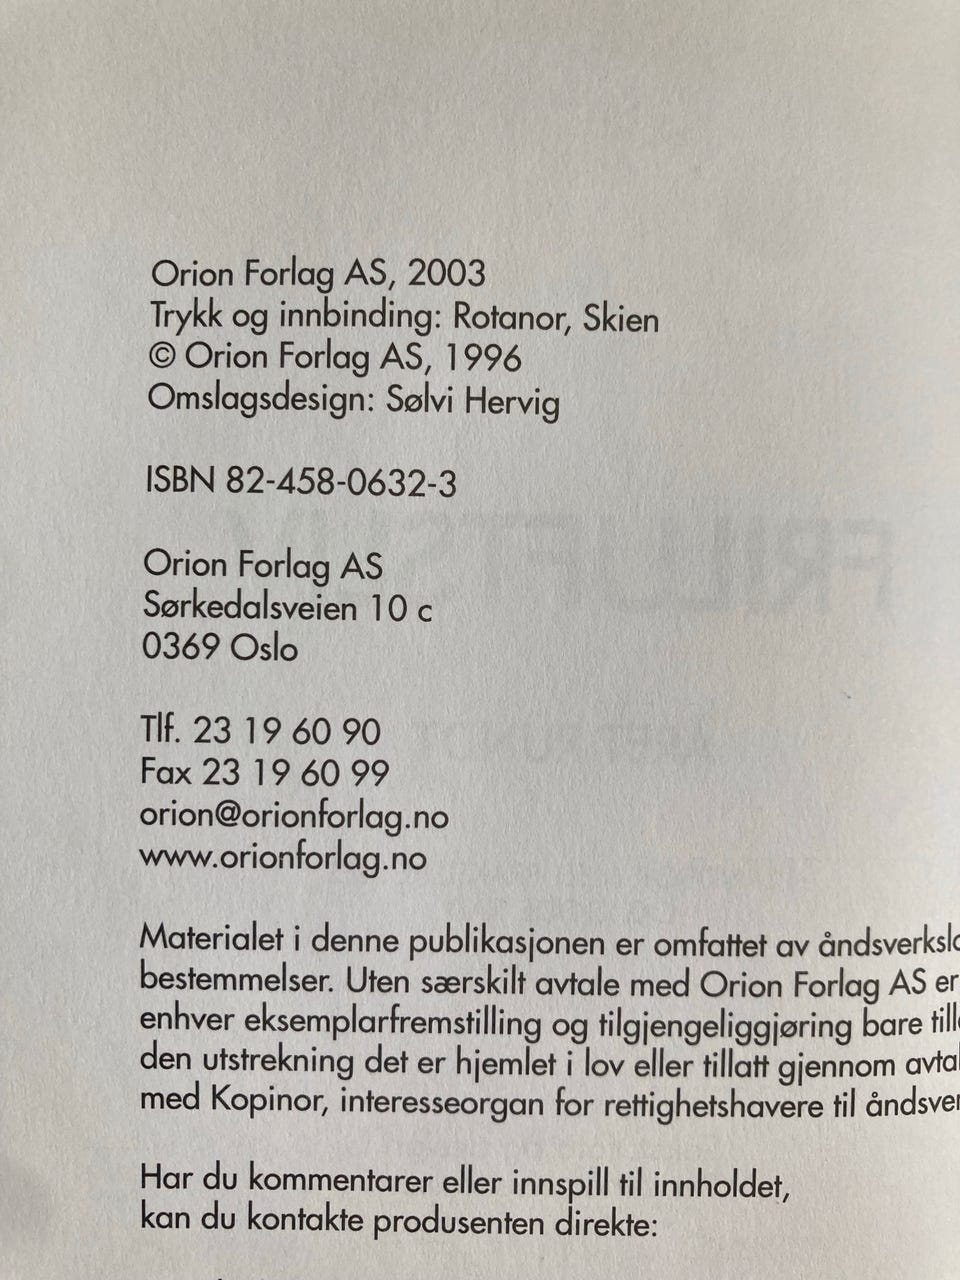 Orion Forlag AS, 2003
Trykk og innbinding: Rotanor, Skien
© Orion Forlag AS, 1996
Omslagsdesign: Sølvi Hervig
ISBN 82-458-0632-3
Orion Forlag AS
Sørkedalsveien 10 c
0369 Oslo
Tlf. 23 19 60 90
Fax 23 19 60 99
orion@orionforlag.no
www.orionforlag.no
Materialet i denne publikasjonen er omfattet av
bestemmelser. Uten særskilt avtale med Orion Forlag AS er
enhver eksemplarfremstilling og tilgjengeliggjøring bare
den utstrekning det er hjemlet i lov eller tillatt gjennom
med Kopinor, interesseorgan for rettighetshavere til
Har du kommentarer eller innspill til innholdet,
kan du kontakte produsenten direkte: